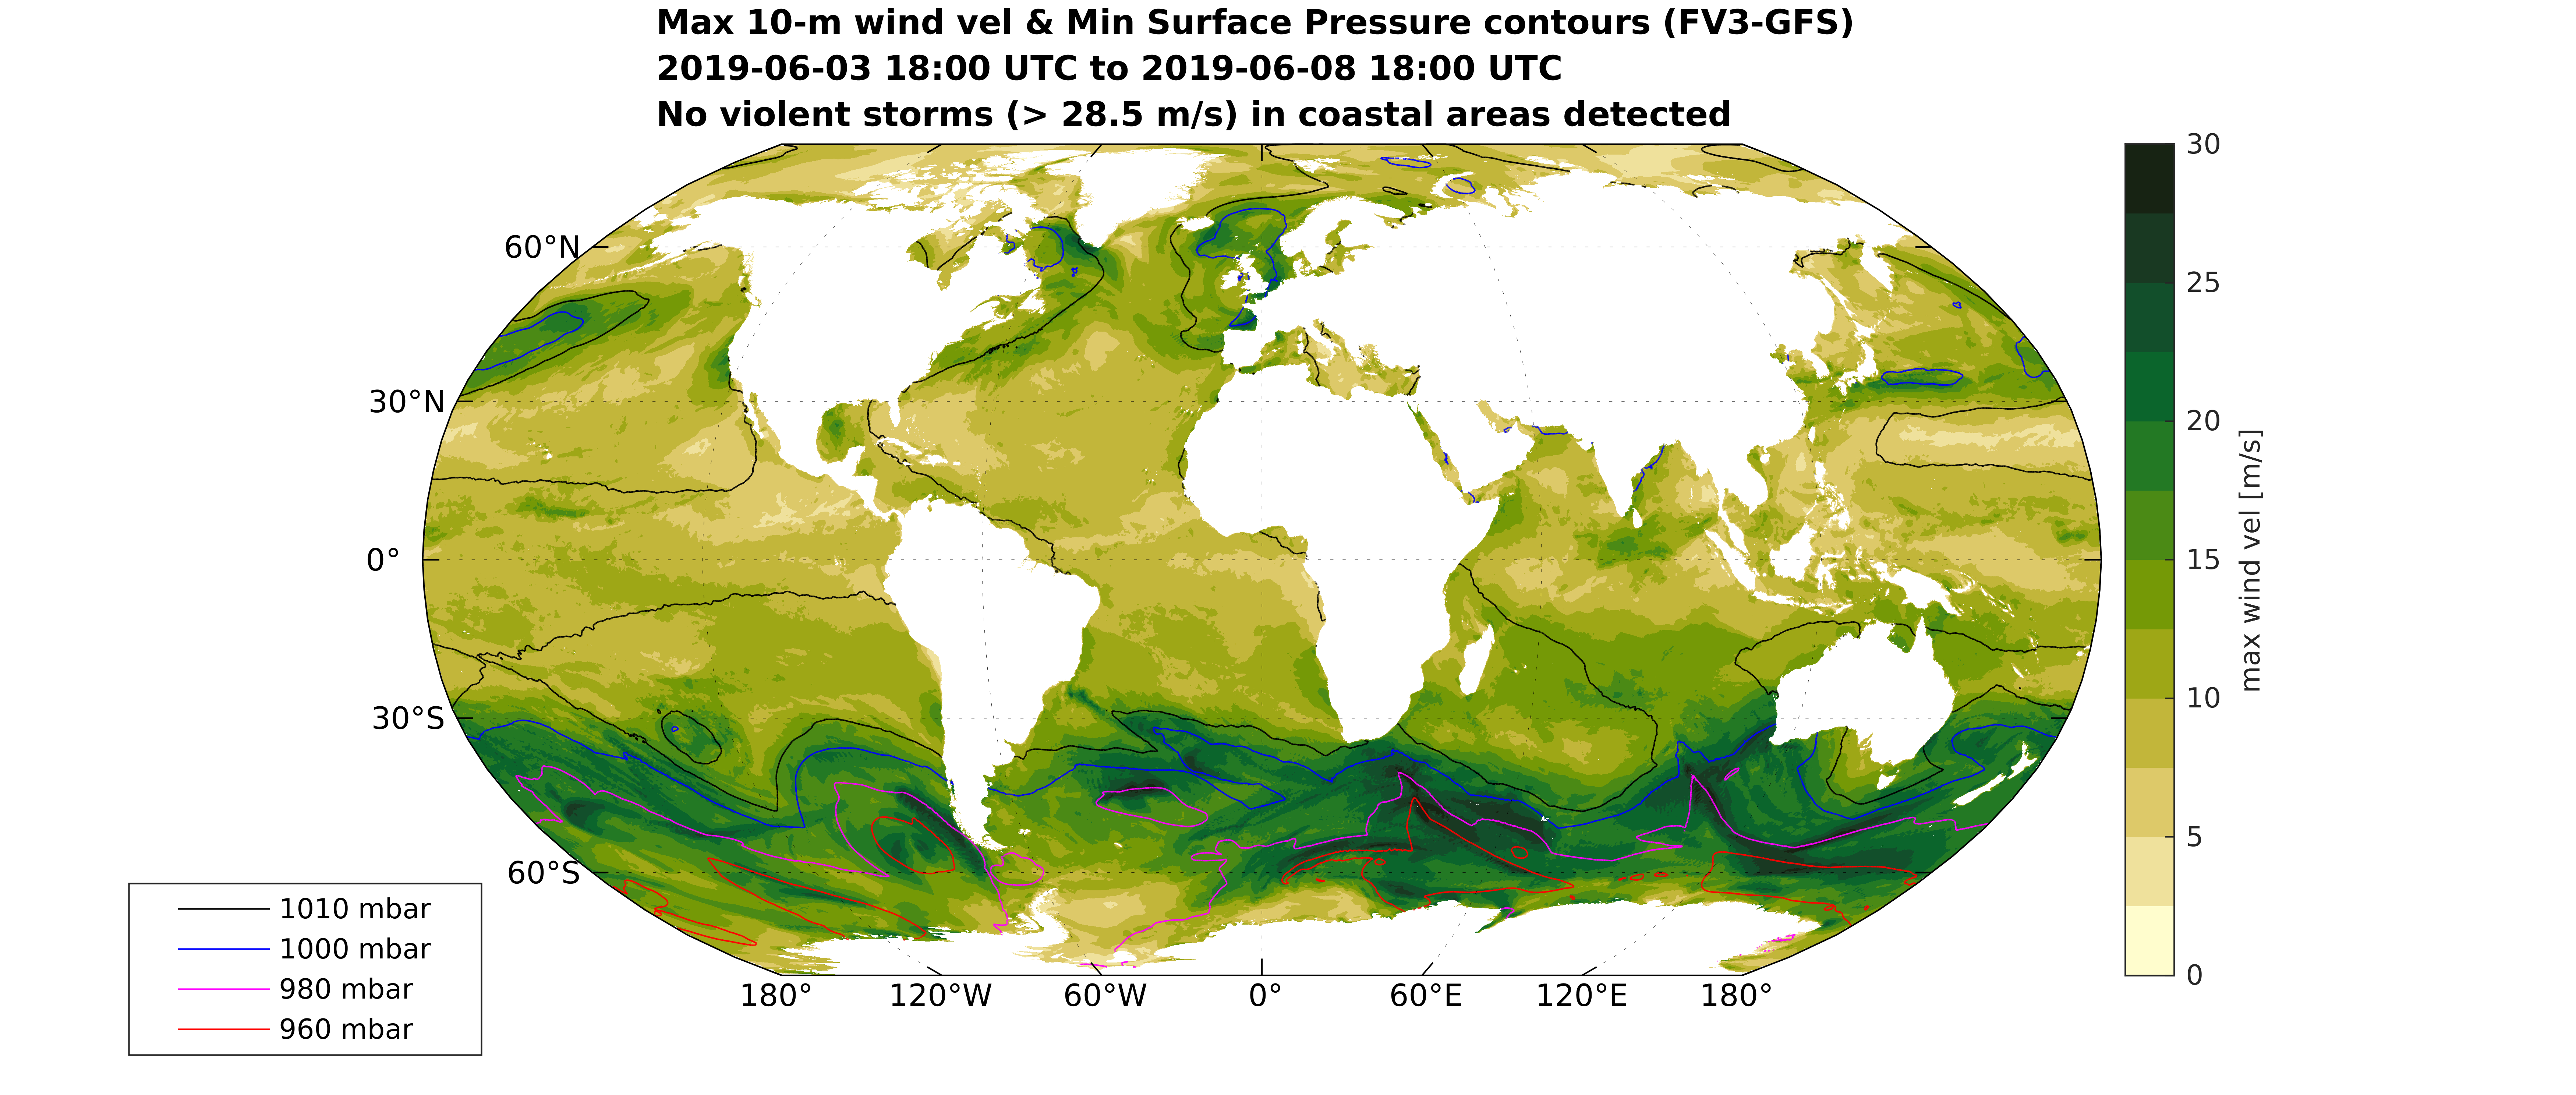 Max 10-m wind vel & Min Surface Pressure contours (FV3-GFS)
2019-06-03 18:00 UTC to 2019-06-08 18:00 UTC
No violent storms (> 28.5 m/s) in coastal areas detected
60°N
30°N
0°
30°S
60°S
180°
120°W
60°W
0°
60°E
120°E
180°
1010 mbar
1000 mbar
980 mbar
960 mbar
30
25
20
15
10
5
0
max wind vel [m/s]